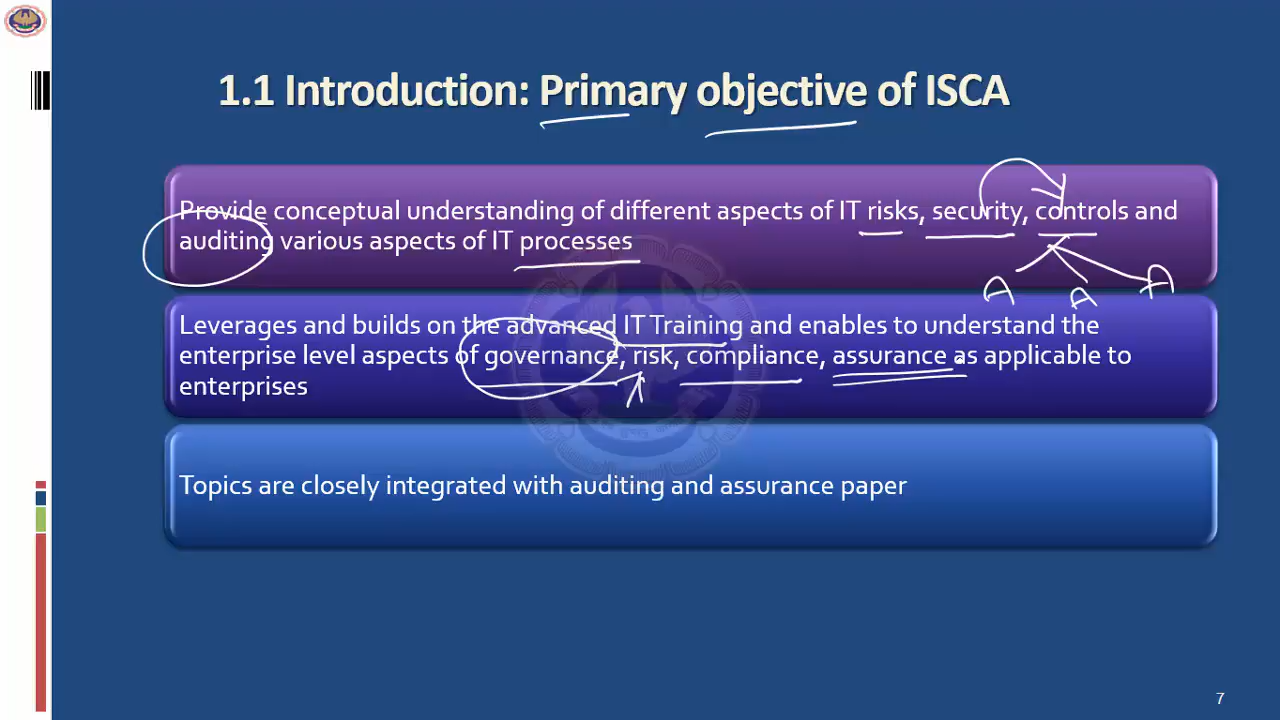 1.1 Introduction: Primary objective of ISCA
Provide conceptual understanding of different aspects of IT risks, security, controls and
auditing various aspects of IT processes
A A A
Leverages and builds on the advanced IT Training and enables to understand the
enterprise level aspects of governance, risk, compliance, assurance as applicable to
enterprises
Topics are closely integrated with auditing and assurance paper
7